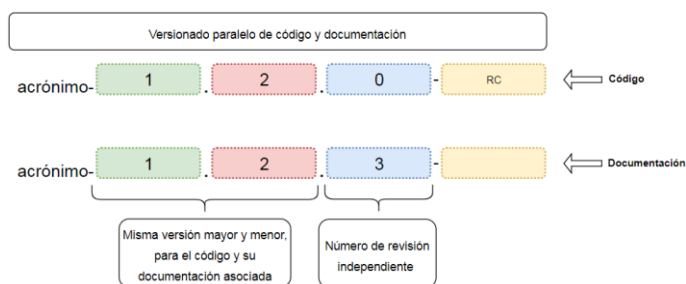 Versionado paralelo de código y documentación
acrónimo- 1 . 2 . 0 - RC Código
acrónimo- 1 . 2 . 3 - Documentación
Misma versión mayor y menor,
para el código y su
documentación asociada
Número de revisión
independiente